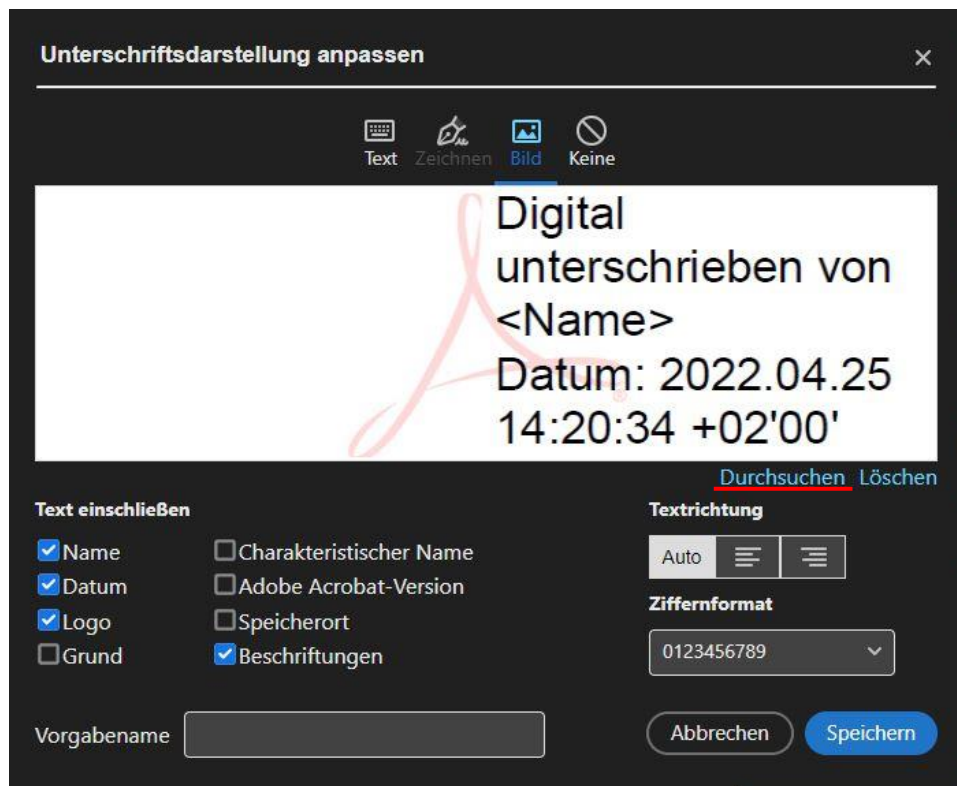 Unterschriftsdarstellung anpassen
Text Zeichnen Bild Keine
Digital
unterschrieben von
<Name>
Datum: 2022.04.25
14:20:34 +02'00'
®
Durchsuchen Löschen
Text einschließen
Name
Datum
Logo
Grund
Charakteristischer Name
Adobe Acrobat-Version
Speicherort
Beschriftungen
Textrichtung
Auto
Ziffernformat
0123456789
Vorgabename
Abbrechen Speichern